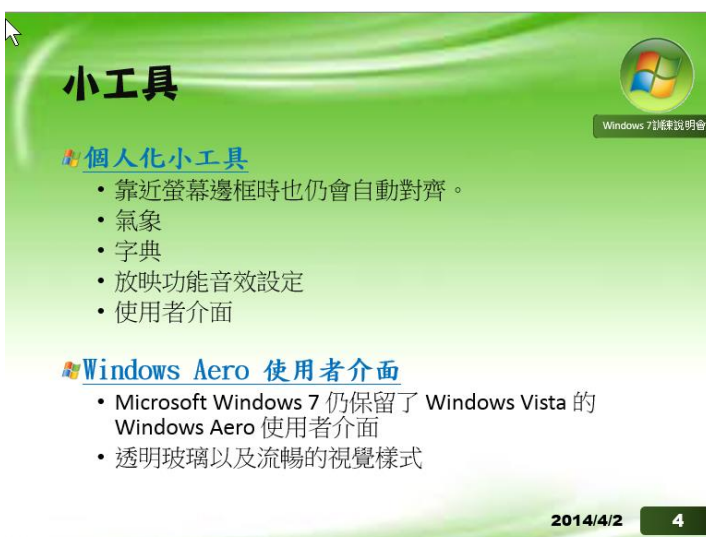 小工具
Windows 7訓練說明會
個人化小工具
• 靠近螢幕邊框時也仍會自動對齊。
• 氣象
• 字典
• 放映功能音效設定
• 使用者介面
Windows Aero 使用者介面
• Microsoft Windows 7 仍保留了 Windows Vista 的
Windows Aero 使用者介面
• 透明玻璃以及流暢的視覺樣式
2014/4/2
4